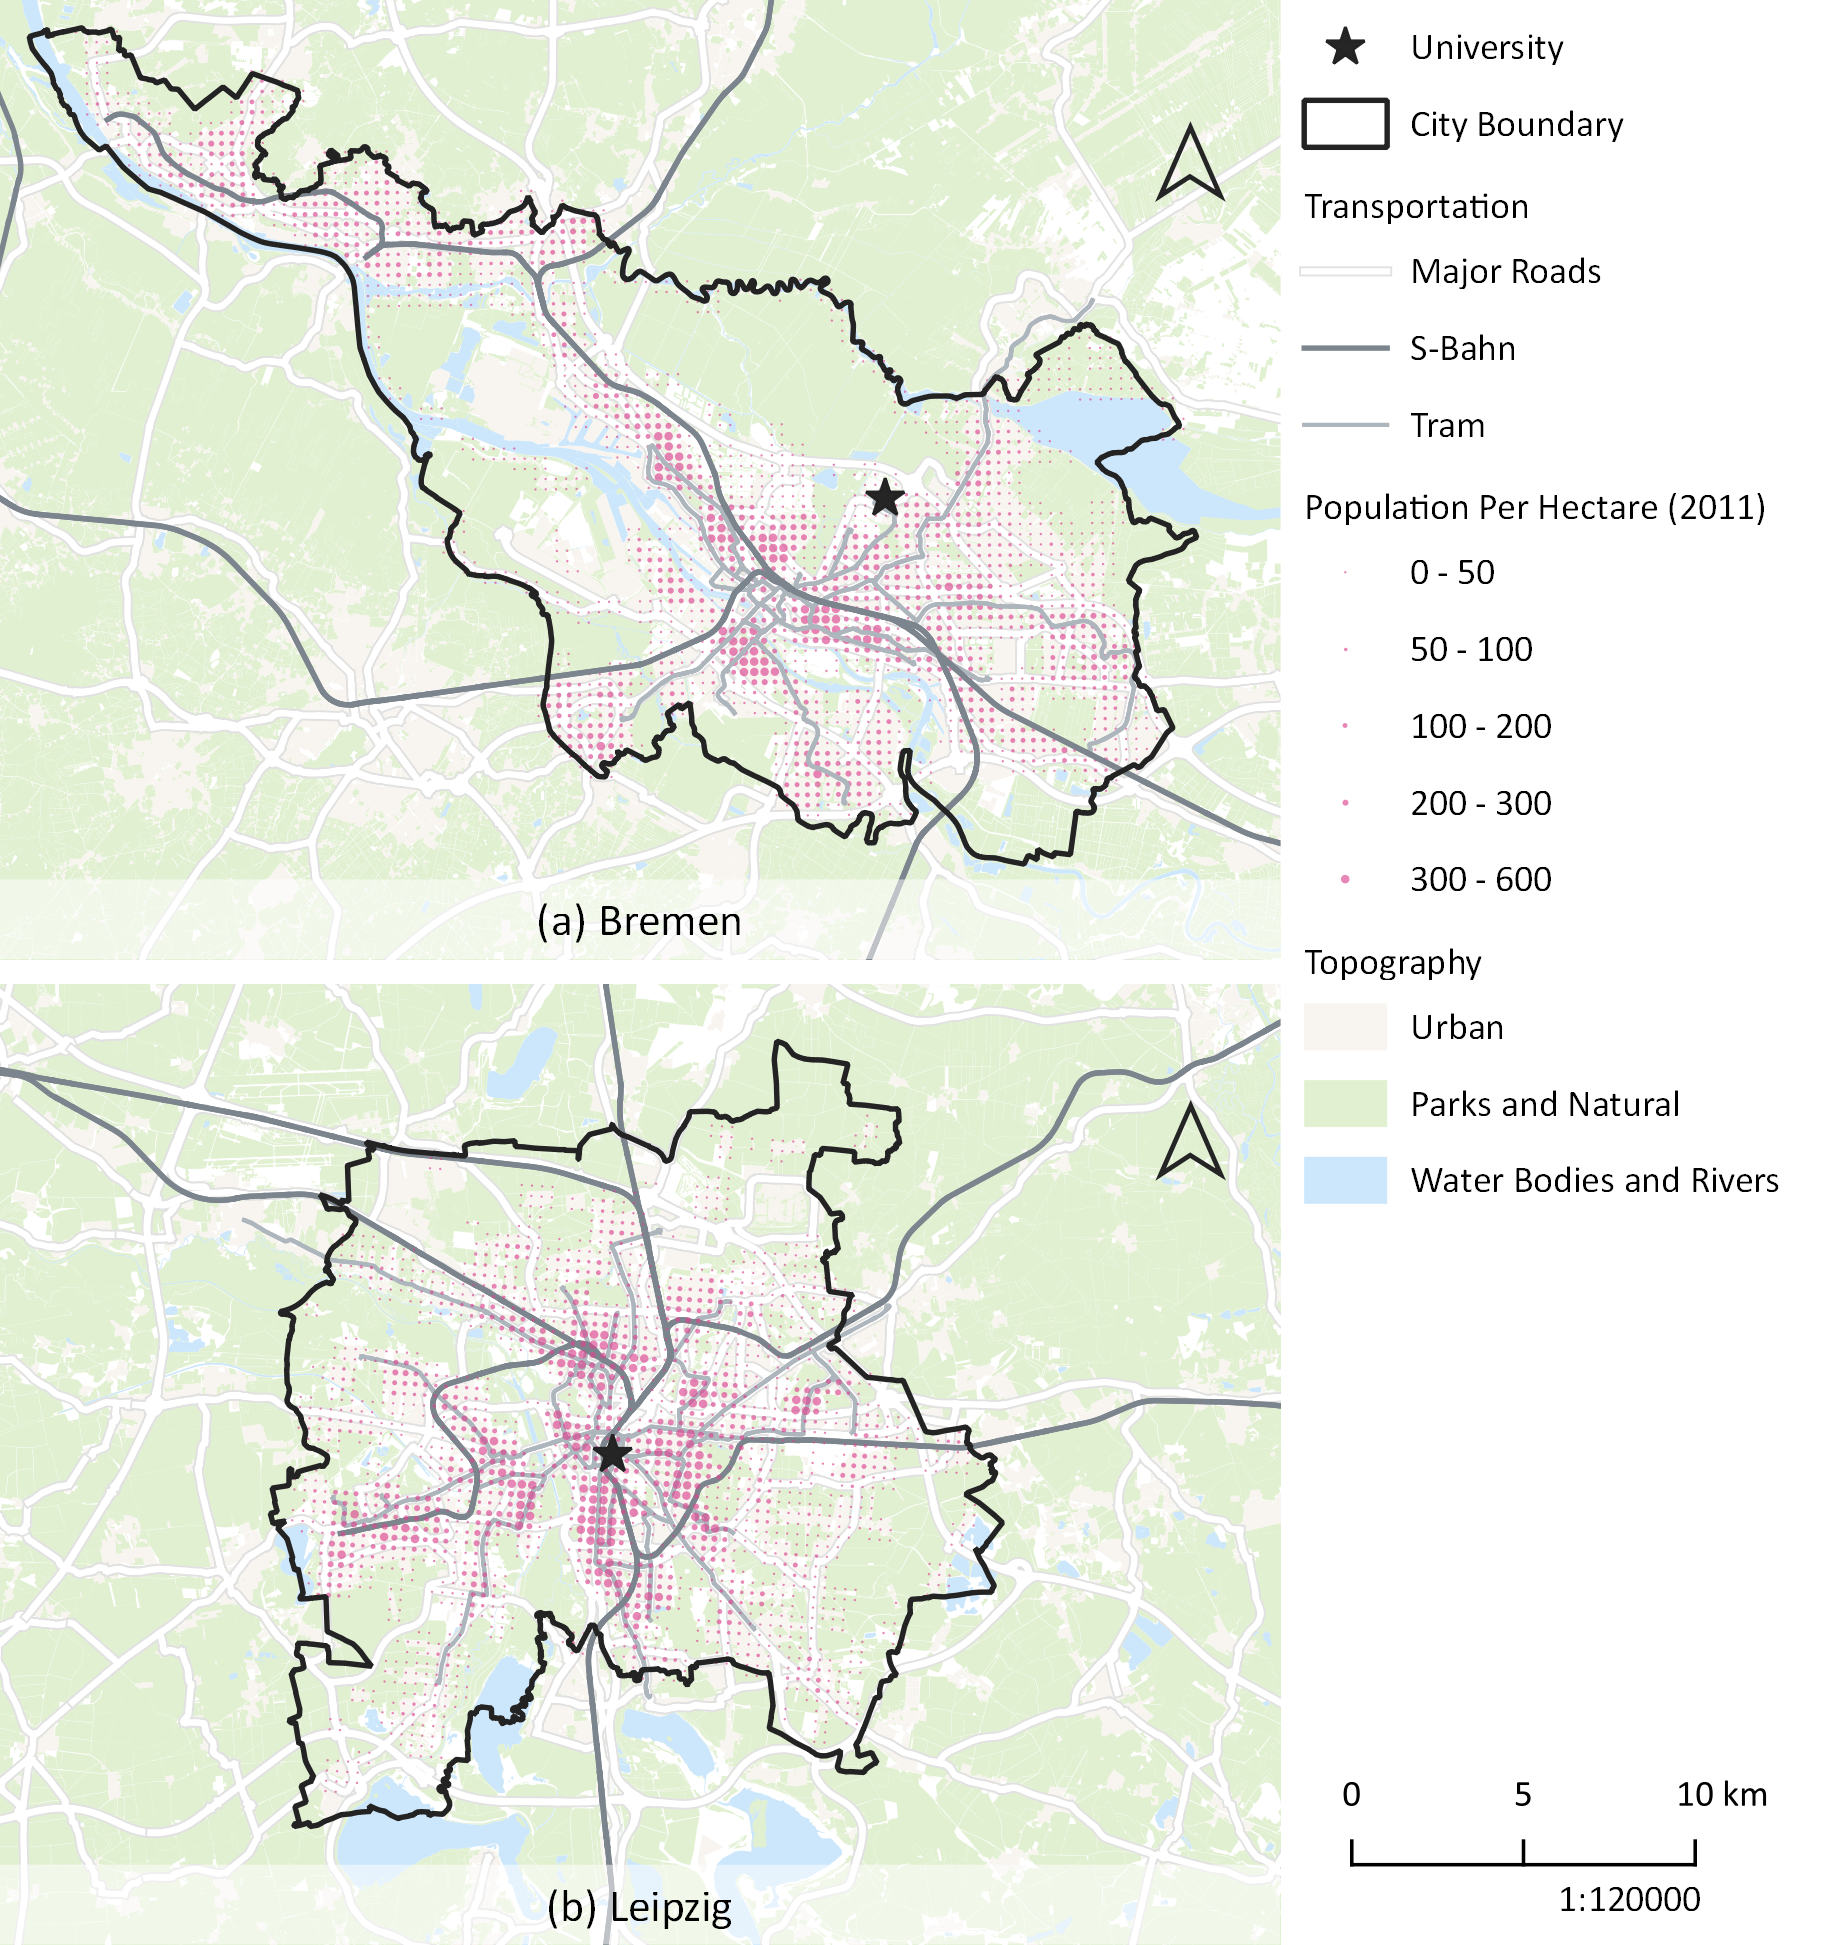 University
City Boundary
Transportation
Major Roads
S-Bahn
Tram
Population Per Hectare (2011)
0 - 50
50 - 100
100 - 200
200 - 300
300 - 600
(a) Bremen
Topography
Urban
Parks and Natural
Water Bodies and Rivers
0 5 10 km
1:120000
(b) Leipzig